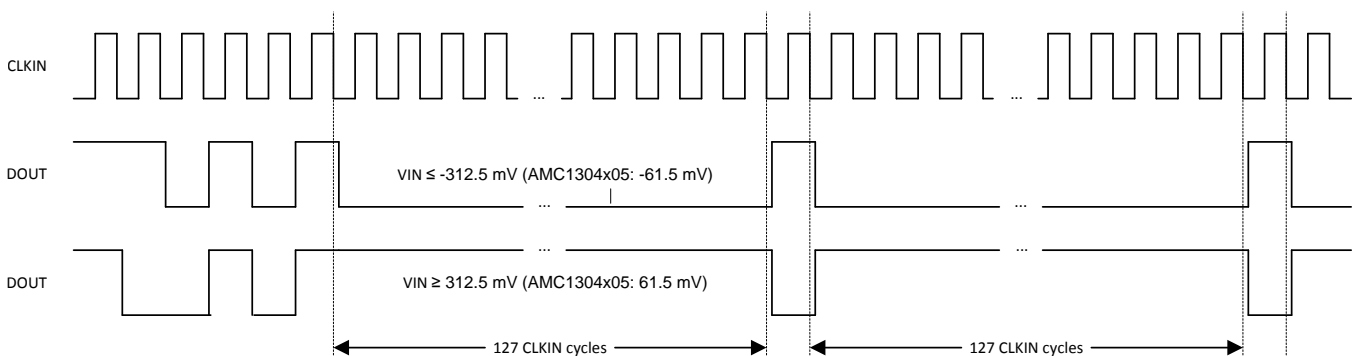 CLKIN
... ...
DOUT
VIN ≤ -312.5 mV (AMC1304x05: -61.5 mV)
... ...
... ...
DOUT
VIN ≥ 312.5 mV (AMC1304x05: 61.5 mV)
127 CLKIN cycles
127 CLKIN cycles